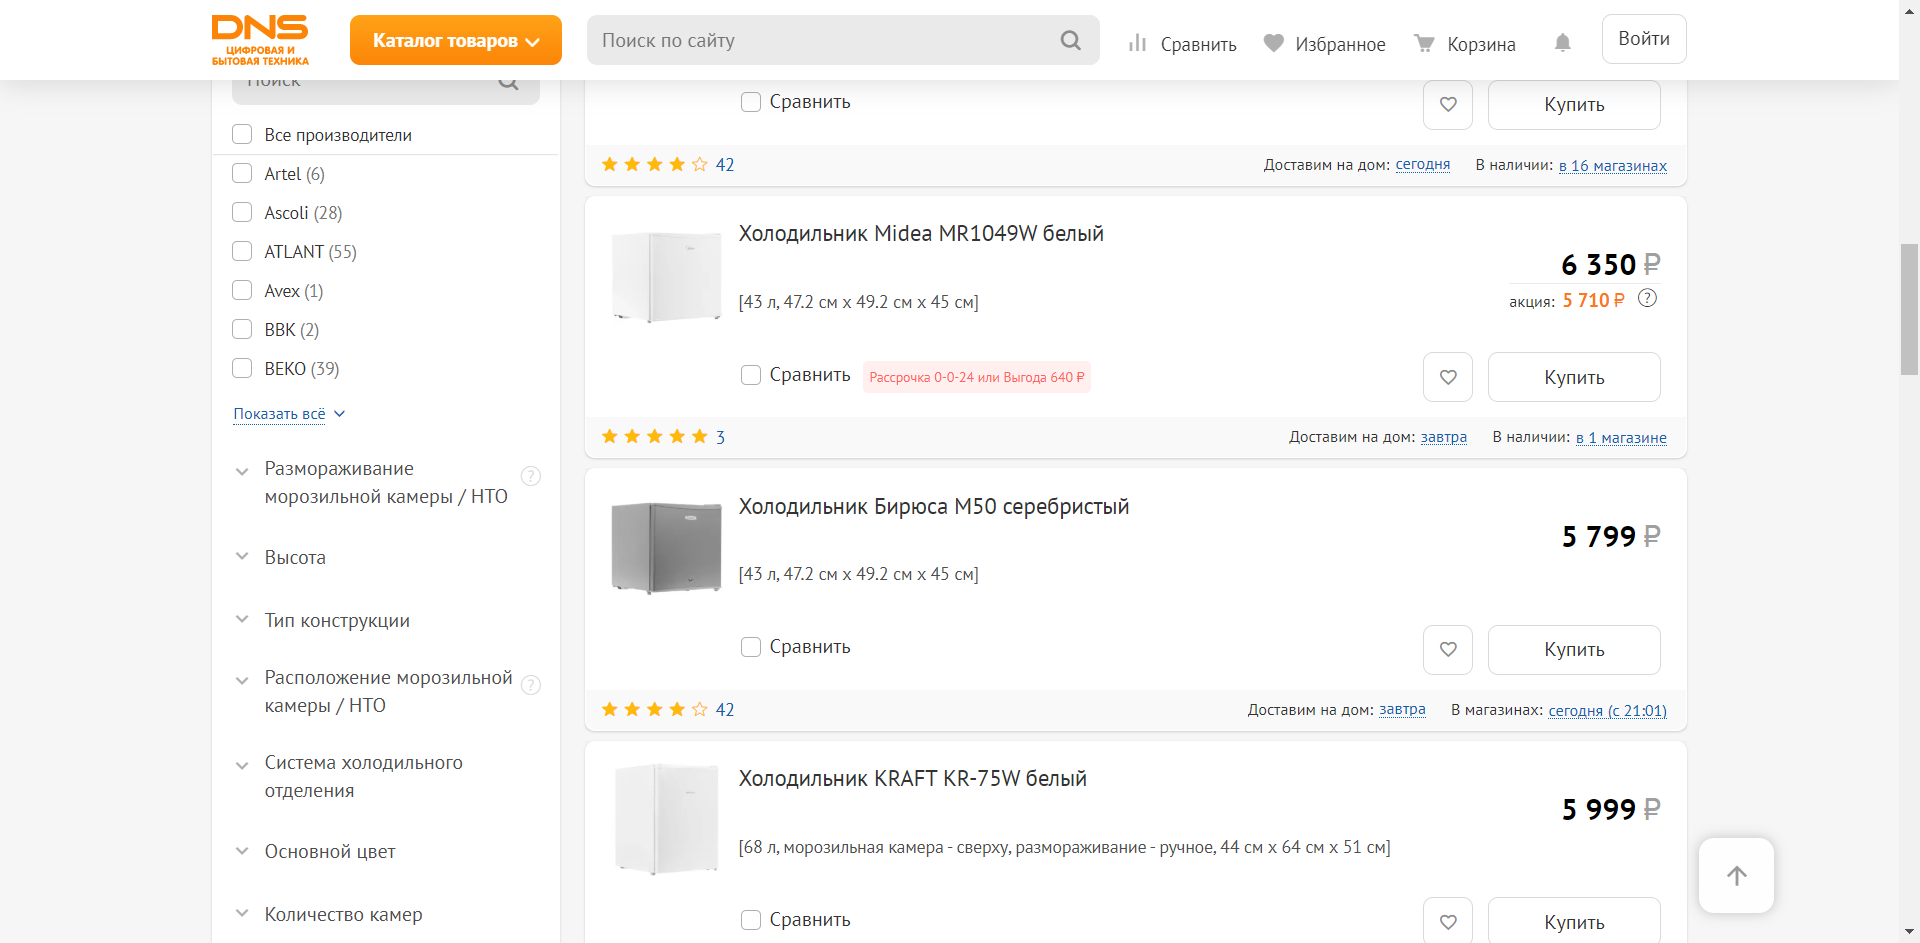 DNS
ЦИФРОВАЯ И
БЫТОВАЯ ТЕХНИКА
Каталог товаров
Поиск по сайту
Сравнить
Избранное
Корзина
Войти
Поиск
Все производители
Artel (6)
Ascoli (28)
ATLANT (55)
Avex (1)
BBK (2)
BEKO (39)
Показать всё
Размораживание
морозильной камеры / НТО
?
Высота
Тип конструкции
Расположение морозильной
камеры / НТО
?
Система холодильного
отделения
Основной цвет
Количество камер
Сравнить
Купить
42
Доставим на дом: сегодня
В наличии: в 16 магазинах
Холодильник Midea MR1049W белый
6 350 ₽
[43 л, 47.2 см x 49.2 см x 45 см]
акция: 5 710 ₽ ?
Сравнить
Рассрочка 0-0-24 или Выгода 640 ₽
Купить
3
Доставим на дом: завтра
В наличии: в 1 магазине
Холодильник Бирюса M50 серебристый
5 799 ₽
[43 л, 47.2 см x 49.2 см x 45 см]
Сравнить
Купить
42
Доставим на дом: завтра
В магазинах: сегодня (с 21:01)
Холодильник KRAFT KR-75W белый
5 999 ₽
[68 л, морозильная камера - сверху, размораживание - ручное, 44 см x 64 см x 51 см]
Сравнить
Купить